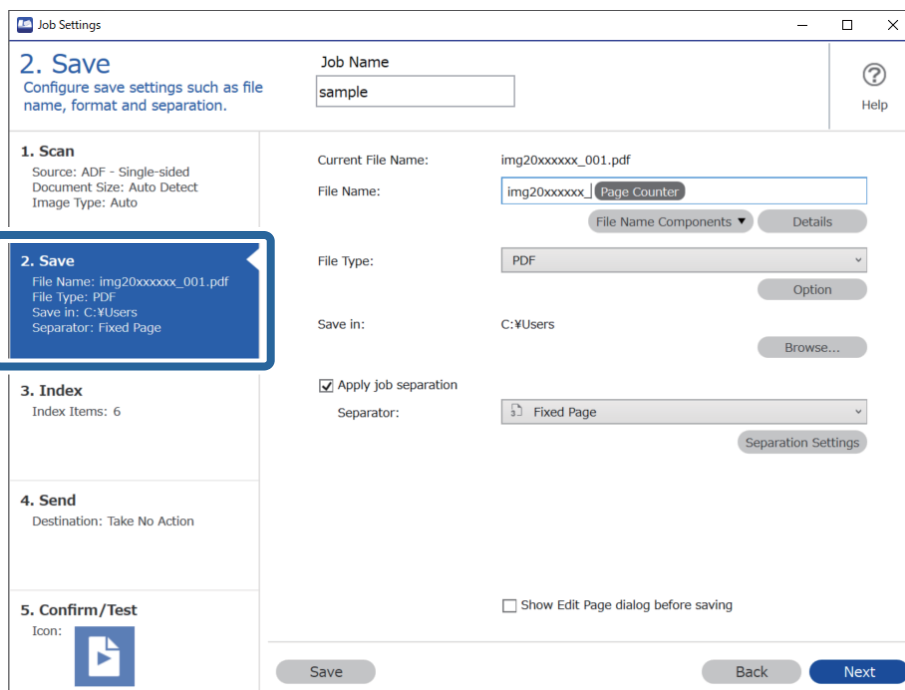 Job Settings
2. Save
Configure save settings such as file
name, format and separation.
Job Name
sample
Help
1. Scan
Source: ADF - Single-sided
Document Size: Auto Detect
Image Type: Auto
2. Save
File Name: img20xxxxxx_001.pdf
File Type: PDF
Save in: C:¥Users
Separator: Fixed Page
3. Index
Index Items: 6
4. Send
Destination: Take No Action
5. Confirm/Test
Icon:
Current File Name: img20xxxxxx_001.pdf
File Name: img20xxxxxx_ Page Counter
File Name Components ▼ Details
File Type: PDF
Option
Save in: C:¥Users
Browse...
Apply job separation
Separator: Fixed Page
Separation Settings
Show Edit Page dialog before saving
Save Back Next